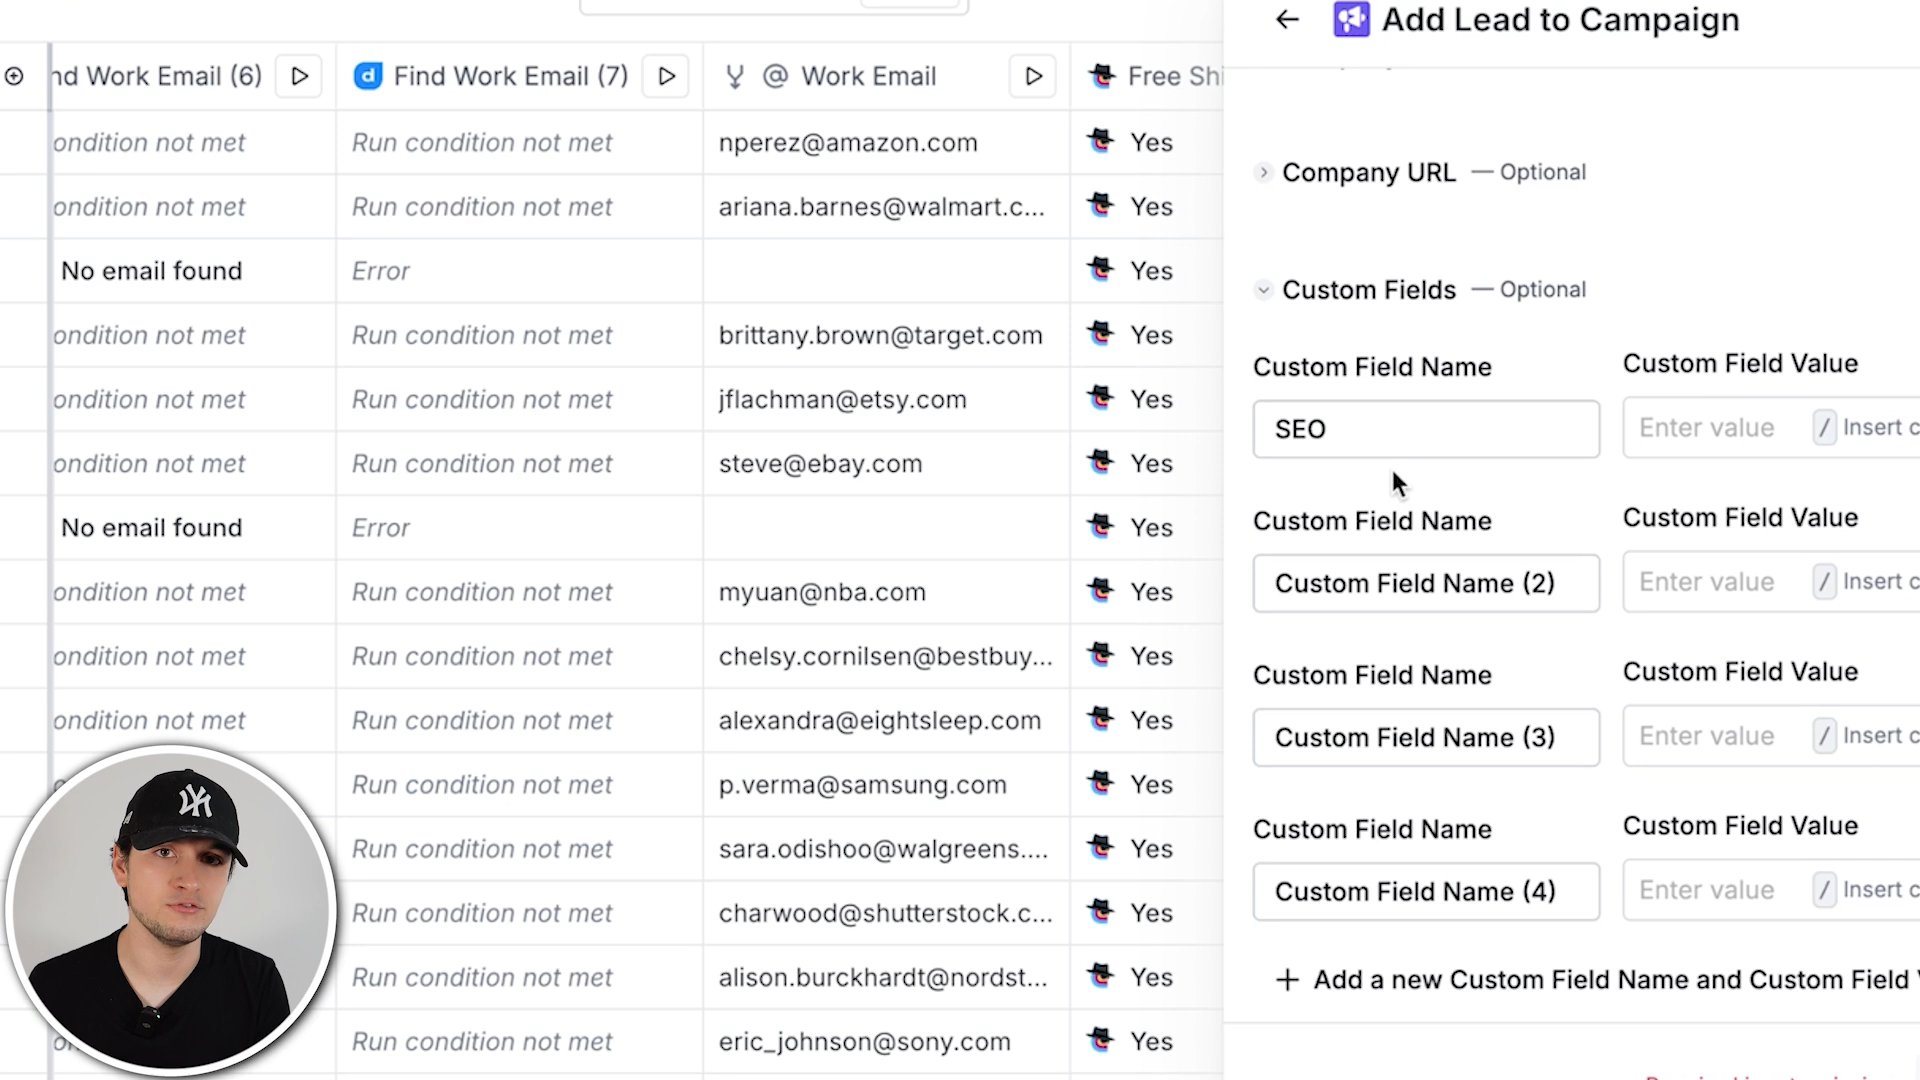 Add Lead to Campaign
nd Work Email (6)
d Find Work Email (7)
@ Work Email
Free Shi
ondition not met Run condition not met nperez@amazon.com Yes
ondition not met Run condition not met ariana.barnes@walmart.c... Yes
No email found Error Yes
ondition not met Run condition not met brittany.brown@target.com Yes
ondition not met Run condition not met jflachman@etsy.com Yes
ondition not met Run condition not met steve@ebay.com Yes
No email found Error Yes
ondition not met Run condition not met myuan@nba.com Yes
ondition not met Run condition not met chelsy.cornilsen@bestbuy... Yes
ondition not met Run condition not met alexandra@eightsleep.com Yes
Run condition not met p.verma@samsung.com Yes
Run condition not met sara.odishoo@walgreens.... Yes
Run condition not met charwood@shutterstock.c... Yes
Run condition not met alison.burckhardt@nordst... Yes
Run condition not met eric_johnson@sony.com Yes
Company URL — Optional
Custom Fields — Optional
Custom Field Name Custom Field Value
SEO Enter value / Insert c
Custom Field Name Custom Field Value
Custom Field Name (2) Enter value / Insert c
Custom Field Name Custom Field Value
Custom Field Name (3) Enter value / Insert c
Custom Field Name Custom Field Value
Custom Field Name (4) Enter value / Insert c
+ Add a new Custom Field Name and Custom Field V